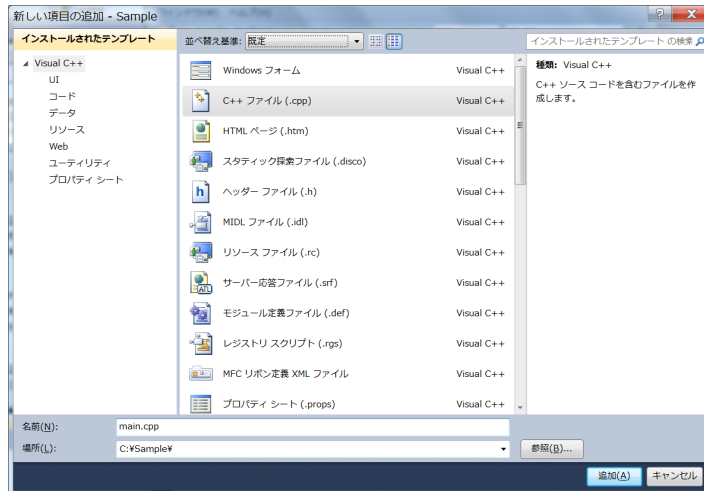 新しい項目の追加 - Sample
インストールされたテンプレート
並べ替え基準: 既定
インストールされたテンプレート の検索
Visual C++
UI
コード
データ
リソース
Web
ユーティリティ
プロパティ シート
Windows フォーム Visual C++
C++ ファイル (.cpp) Visual C++
HTML ページ (.htm) Visual C++
スタティック探索ファイル (.disco) Visual C++
ヘッダー ファイル (.h) Visual C++
MIDL ファイル (.idl) Visual C++
リソース ファイル (.rc) Visual C++
サーバー応答ファイル (.srf) Visual C++
モジュール定義ファイル (.def) Visual C++
レジストリ スクリプト (.rgs) Visual C++
MFC リボン定義 XML ファイル Visual C++
プロパティ シート (.props) Visual C++
種類: Visual C++
C++ ソース コードを含むファイルを作
成します。
名前(N): main.cpp
場所(L): C:¥Sample¥
参照(B)...
追加(A) キャンセル